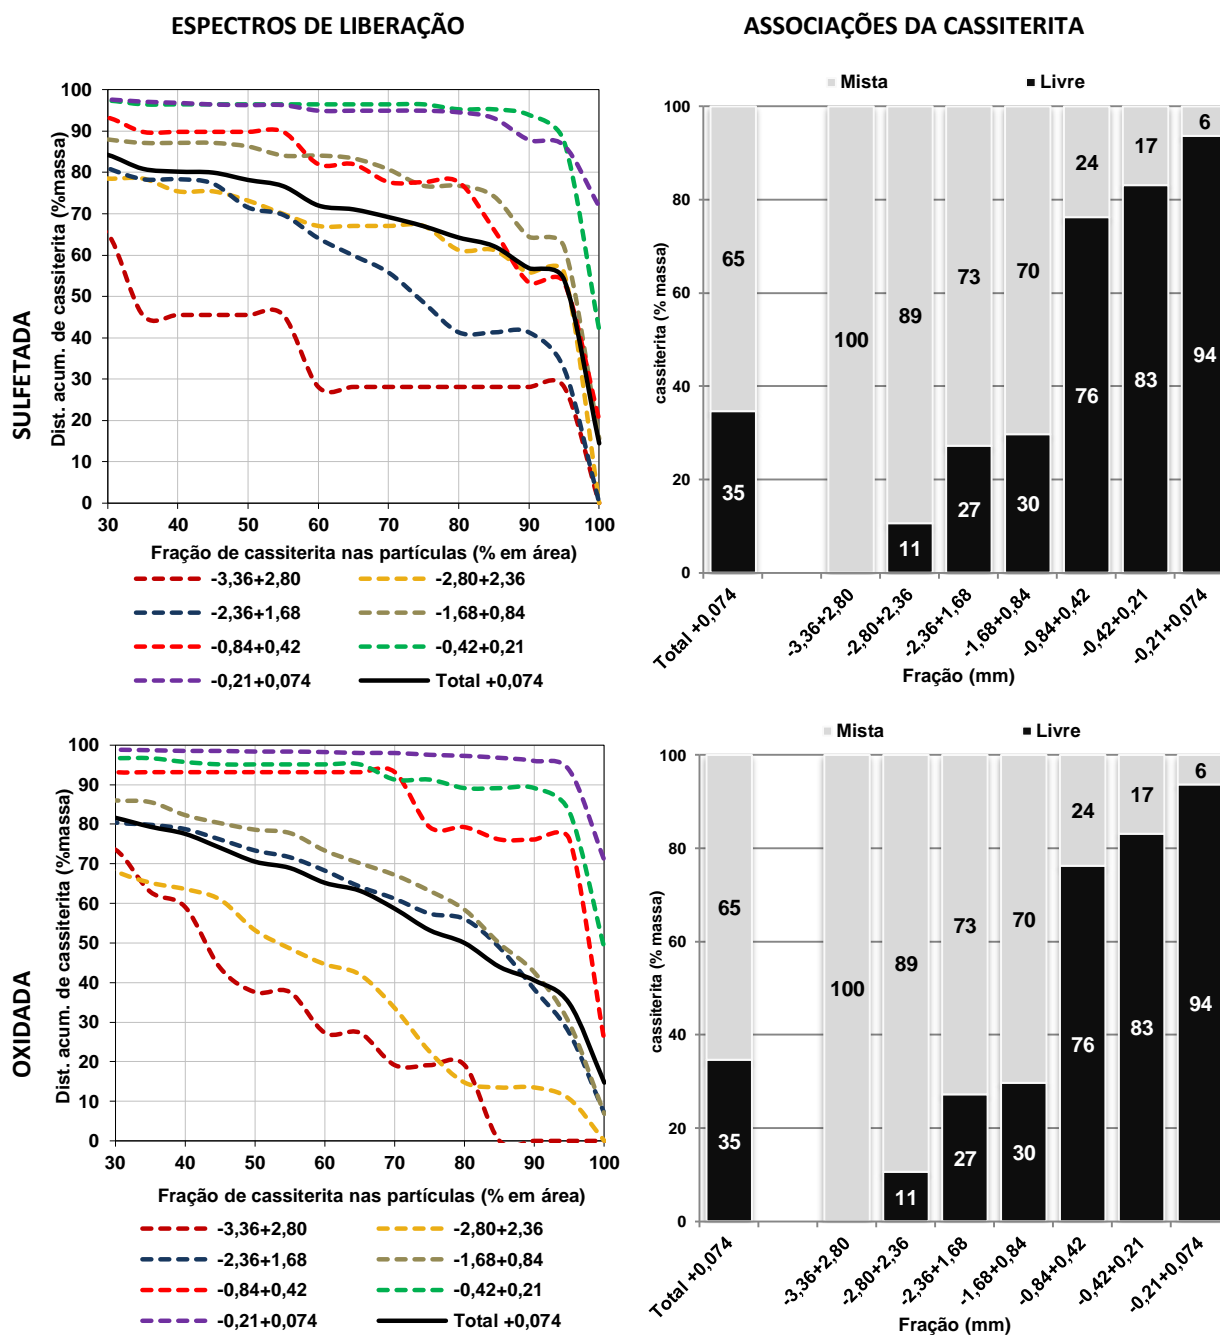 ESPECTROS DE LIBERAÇÃO
ASSOCIAÇÕES DA CASSITERITA
SULFETADA
Dist. acum. de cassiterita (%massa)
100
90
80
70
60
50
40
30
20
10
0
30 40 50 60 70 80 90 100
Fração de cassiterita nas partículas (% em área)
-3,36+2,80 -2,80+2,36
-2,36+1,68 -1,68+0,84
-0,84+0,42 -0,42+0,21
-0,21+0,074 Total +0,074
Mista Livre
cassiterita (% massa)
100
80
60
40
20
0
65 100 89 73 70 24 17 6
35 11 27 30 76 83 94
Total +0,074
-3,36+2,80
-2,80+2,36
-2,36+1,68
-1,68+0,84
-0,84+0,42
-0,42+0,21
-0,21+0,074
Fração (mm)
OXIDADA
Dist. acum. de cassiterita (%massa)
100
90
80
70
60
50
40
30
20
10
0
30 40 50 60 70 80 90 100
Fração de cassiterita nas partículas (% em área)
-3,36+2,80 -2,80+2,36
-2,36+1,68 -1,68+0,84
-0,84+0,42 -0,42+0,21
-0,21+0,074 Total +0,074
Mista Livre
cassiterita (% massa)
100
80
60
40
20
0
65 100 89 73 70 24 17 6
35 11 27 30 76 83 94
Total +0,074
-3,36+2,80
-2,80+2,36
-2,36+1,68
-1,68+0,84
-0,84+0,42
-0,42+0,21
-0,21+0,074
Fração (mm)